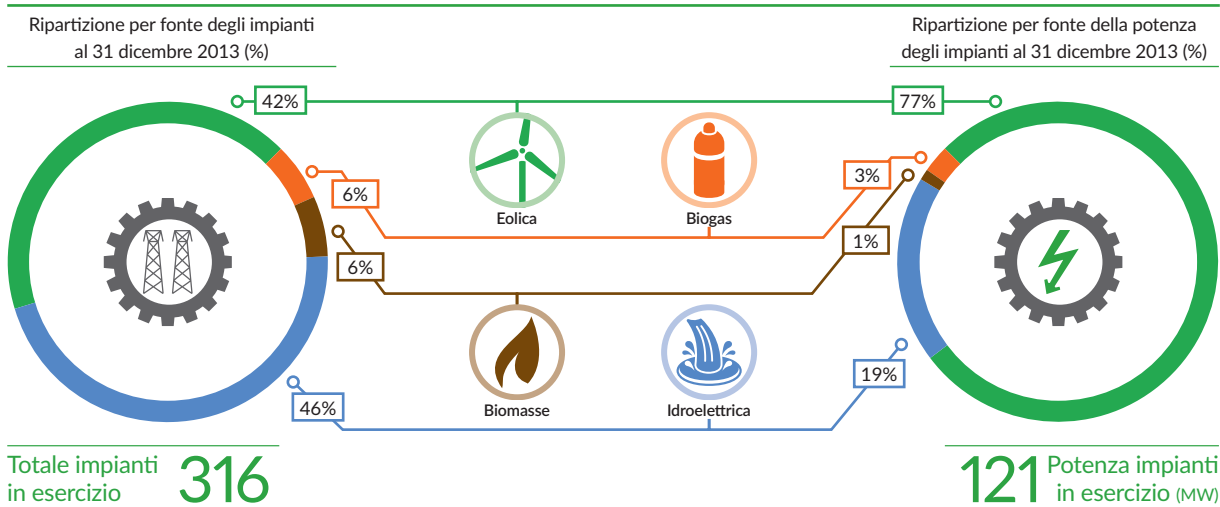 Ripartizione per fonte degli impianti
al 31 dicembre 2013 (%)
Ripartizione per fonte della potenza
degli impianti al 31 dicembre 2013 (%)
42%
77%
6%
3%
Eolica
Biogas
6%
1%
46%
19%
Biomasse
Idroelettrica
Totale impianti
in esercizio
316
121
Potenza impianti
in esercizio (MW)